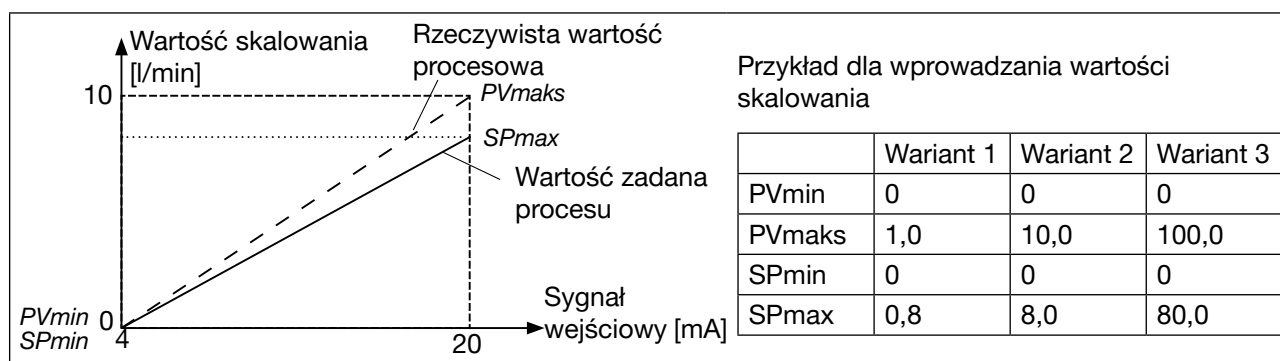 Wartość skalowania
[l/min]
Rzeczywista wartość
procesowa
10
PVmaks
SPmax
Wartość zadana
procesu
PVmin 0
SPmin
4
20
Sygnał
wejściowy [mA]
Przykład dla wprowadzania wartości
skalowania
Wariant 1 Wariant 2 Wariant 3
PVmin 0 0 0
PVmaks 1,0 10,0 100,0
SPmin 0 0 0
SPmax 0,8 8,0 80,0